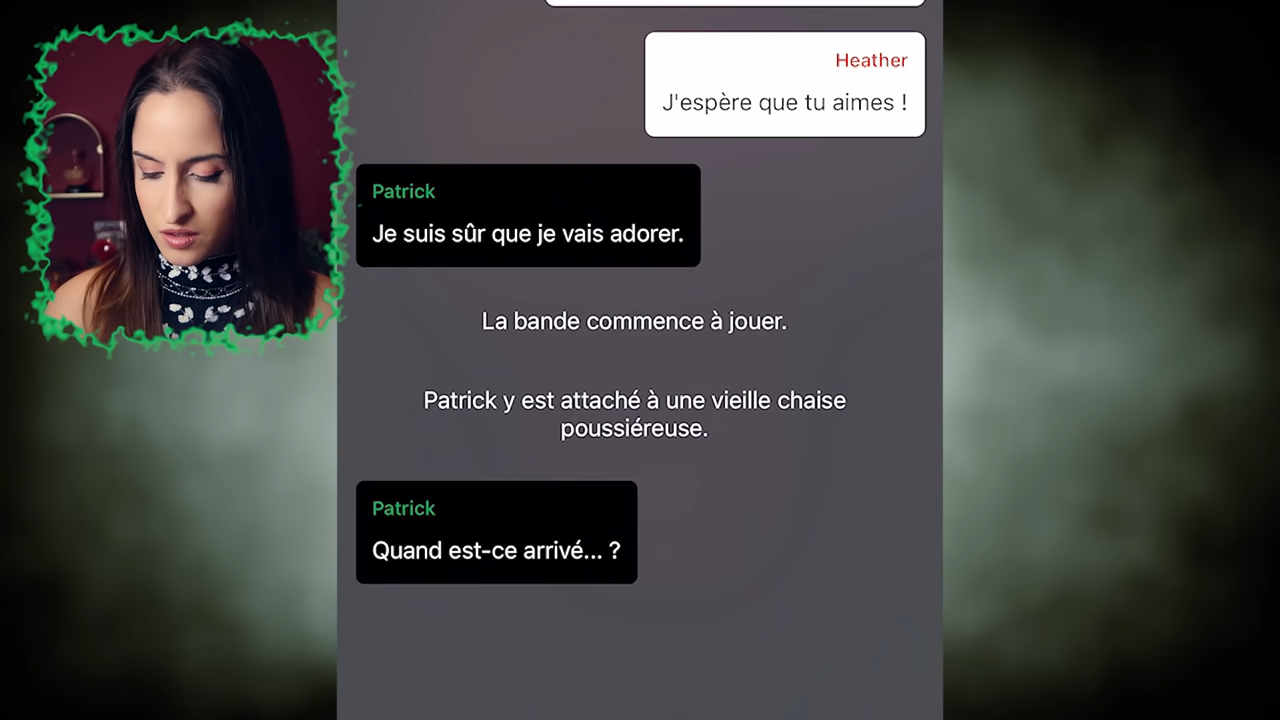 Heather
J'espère que tu aimes !
Patrick
Je suis sûr que je vais adorer.
La bande commence à jouer.
Patrick y est attaché à une vieille chaise
poussiéreuse.
Patrick
Quand est-ce arrivé... ?